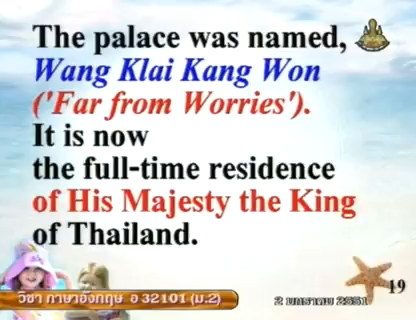 The palace was named,
Wang Klai Kang Won
('Far from Worries').
It is now
the full-time residence
of His Majesty the King
of Thailand.
วิชา ภาษาอังกฤษ อ 32101 (ม.2)
2 มกราคม 2551
19